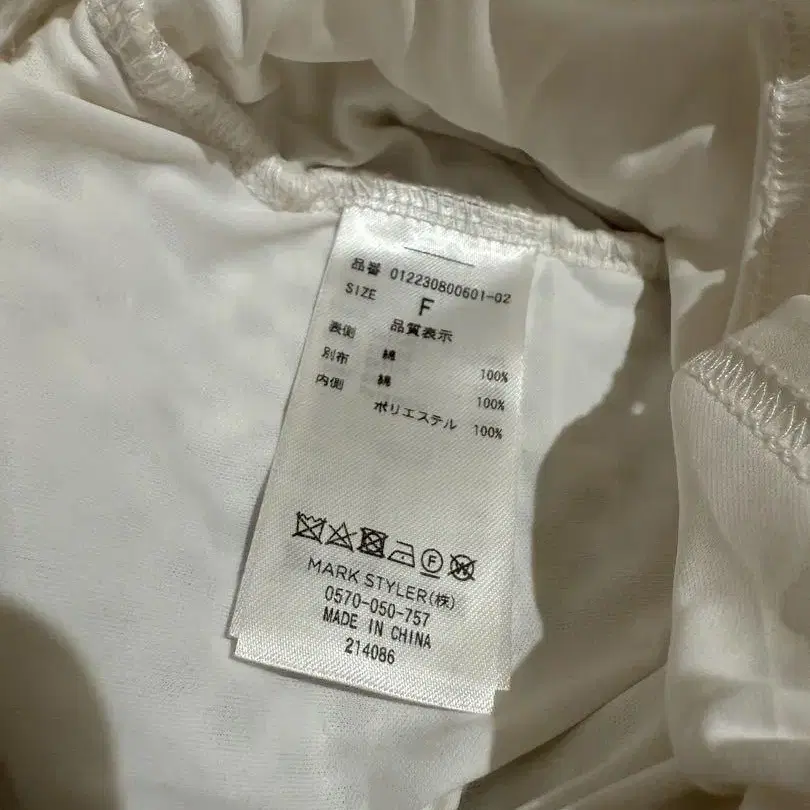 品番 012230800601-02
SIZE F
品質表示
表側 綿 100%
別布 綿 100%
内側 ポリエステル 100%
F W
MARK STYLER(株)
0570-050-757
MADE IN CHINA
214086